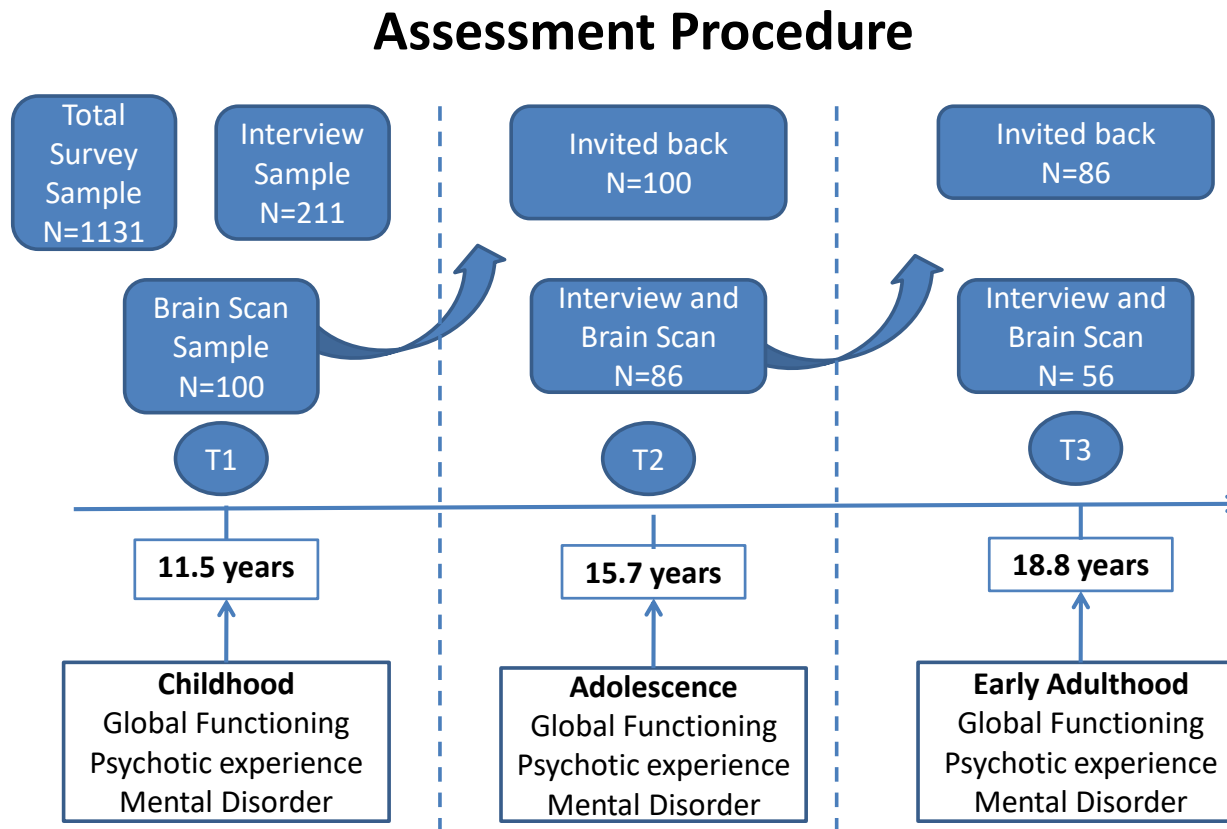 Assessment Procedure
Total
Survey
Sample
N=1131
Interview
Sample
N=211
Brain Scan
Sample
N=100
T1
11.5 years
Childhood
Global Functioning
Psychotic experience
Mental Disorder
Invited back
N=100
Interview and
Brain Scan
N=86
T2
15.7 years
Adolescence
Global Functioning
Psychotic experience
Mental Disorder
Invited back
N=86
Interview and
Brain Scan
N= 56
T3
18.8 years
Early Adulthood
Global Functioning
Psychotic experience
Mental Disorder